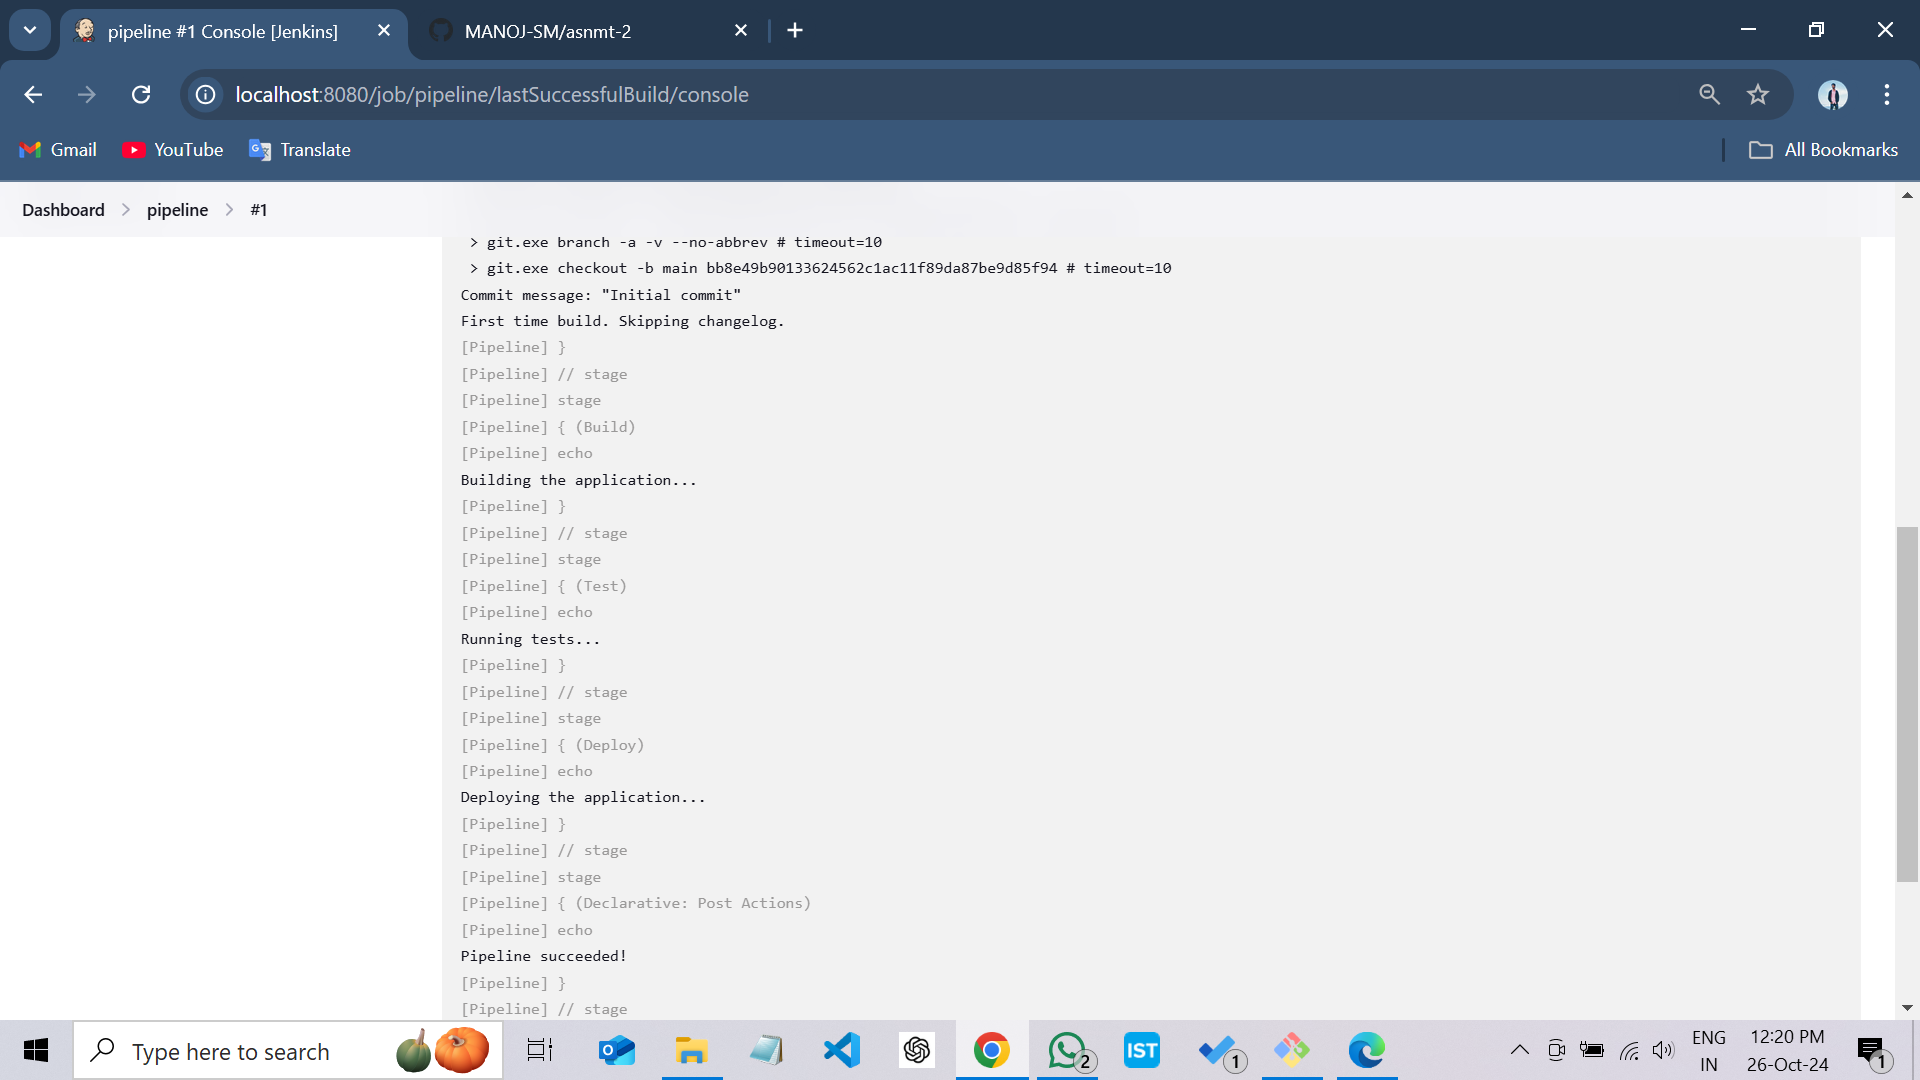 pipeline #1 Console [Jenkins]
MANOJ-SM/asnmt-2
localhost:8080/job/pipeline/lastSuccessfulBuild/console
Gmail
YouTube
Translate
All Bookmarks
Dashboard
pipeline
#1
> git.exe branch -a -v --no-abbrev # timeout=10
> git.exe checkout -b main bb8e49b90133624562c1ac11f89da87be9d85f94 # timeout=10
Commit message: "Initial commit"
First time build. Skipping changelog.
[Pipeline] }
[Pipeline] // stage
[Pipeline] stage
[Pipeline] { (Build)
[Pipeline] echo
Building the application...
[Pipeline] }
[Pipeline] // stage
[Pipeline] stage
[Pipeline] { (Test)
[Pipeline] echo
Running tests...
[Pipeline] }
[Pipeline] // stage
[Pipeline] stage
[Pipeline] { (Deploy)
[Pipeline] echo
Deploying the application...
[Pipeline] }
[Pipeline] // stage
[Pipeline] stage
[Pipeline] { (Declarative: Post Actions)
[Pipeline] echo
Pipeline succeeded!
[Pipeline] }
[Pipeline] // stage
Type here to search
2
IST
1
ENG
IN
12:20 PM
26-Oct-24
1